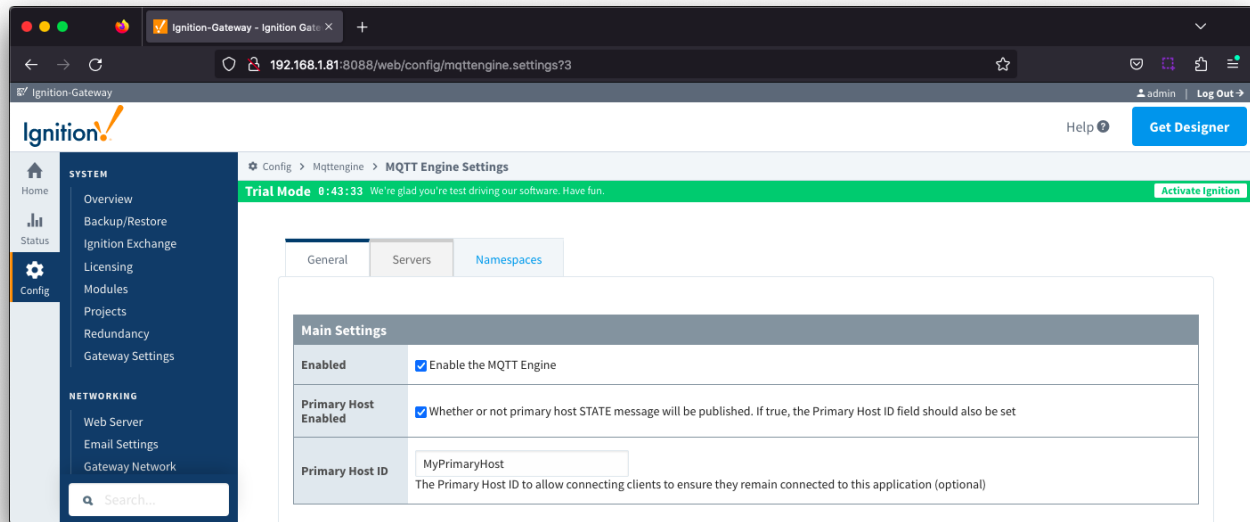 Ignition-Gateway - Ignition Gate
192.168.1.81:8088/web/config/mqttengine.settings?3
Ignition-Gateway
admin | Log Out
Ignition!
Help
Get Designer
Home
Status
Config
SYSTEM
Overview
Backup/Restore
Ignition Exchange
Licensing
Modules
Projects
Redundancy
Gateway Settings
NETWORKING
Web Server
Email Settings
Gateway Network
Search...
Config > Mqttengine > MQTT Engine Settings
Trial Mode 0:43:33 We're glad you're test driving our software. Have fun.
Activate Ignition
General
Servers
Namespaces
Main Settings
Enabled
Enable the MQTT Engine
Primary Host
Enabled
Whether or not primary host STATE message will be published. If true, the Primary Host ID field should also be set
Primary Host ID
MyPrimaryHost
The Primary Host ID to allow connecting clients to ensure they remain connected to this application (optional)